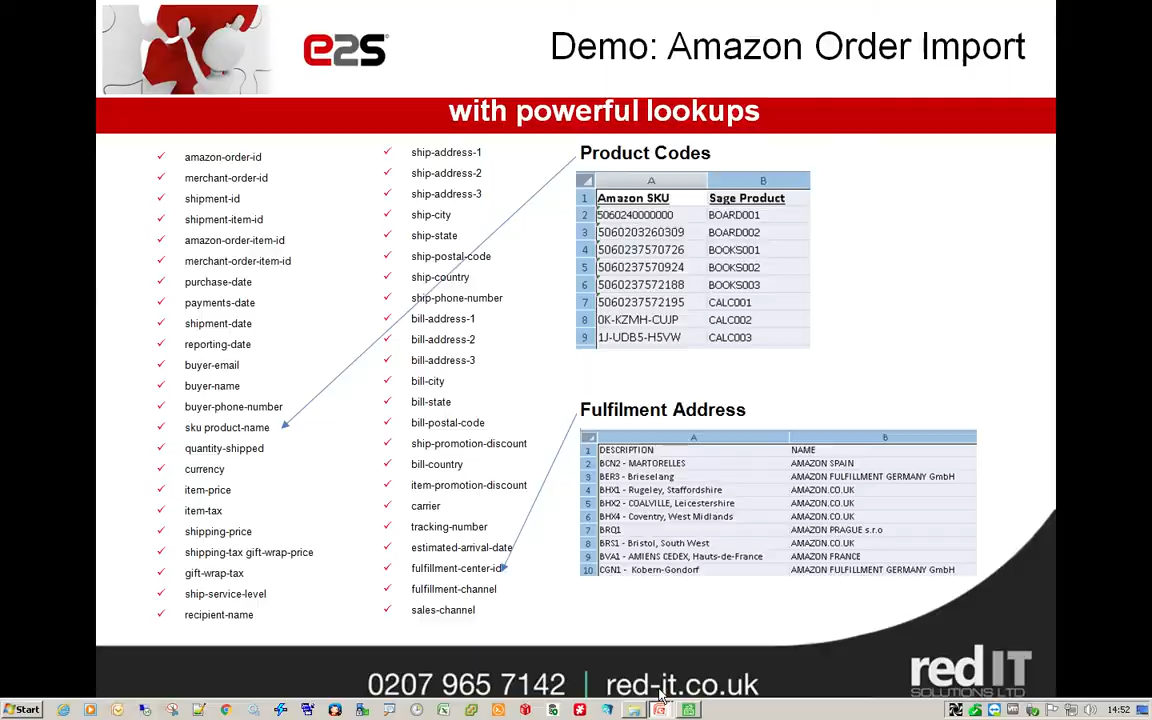 e2s
Demo: Amazon Order Import
with powerful lookups
amazon-order-id
merchant-order-id
shipment-id
shipment-item-id
amazon-order-item-id
merchant-order-item-id
purchase-date
payments-date
shipment-date
reporting-date
buyer-email
buyer-name
buyer-phone-number
sku product-name
quantity-shipped
currency
item-price
item-tax
shipping-price
shipping-tax gift-wrap-price
gift-wrap-tax
ship-service-level
recipient-name
ship-address-1
ship-address-2
ship-address-3
ship-city
ship-state
ship-postal-code
ship-country
ship-phone-number
bill-address-1
bill-address-2
bill-address-3
bill-city
bill-state
bill-postal-code
ship-promotion-discount
bill-country
item-promotion-discount
carrier
tracking-number
estimated-arrival-date
fulfillment-center-id
fulfillment-channel
sales-channel
Product Codes
A B
1 Amazon SKU Sage Product
2 5060240000000 BOARD001
3 5060203260309 BOARD002
4 5060237570726 BOOKS001
5 5060237570924 BOOKS002
6 5060237572188 BOOKS003
7 5060237572195 CALC001
8 0K-KZMH-CUJP CALC002
9 1J-UDB5-H5VW CALC003
Fulfilment Address
A B
1 DESCRIPTION NAME
2 BCN2 - MARTORELLES AMAZON SPAIN
3 BER3 - Brieselang AMAZON FULFILLMENT GERMANY GmbH
4 BHX1 - Rugeley, Staffordshire AMAZON.CO.UK
5 BHX2 - COALVILLE, Leicestershire AMAZON.CO.UK
6 BHX4 - Coventry, West Midlands AMAZON.CO.UK
7 BRQ1 AMAZON PRAGUE s.r.o
8 BRS1 - Bristol, South West AMAZON.CO.UK
9 BVA1 - AMIENS CEDEX, Hauts-de-France AMAZON FRANCE
10 CGN1 - Kobern-Gondorf AMAZON FULFILLMENT GERMANY GmbH
0207 965 7142 | red-it.co.uk
red IT
SOLUTIONS LTD
Start
14:52